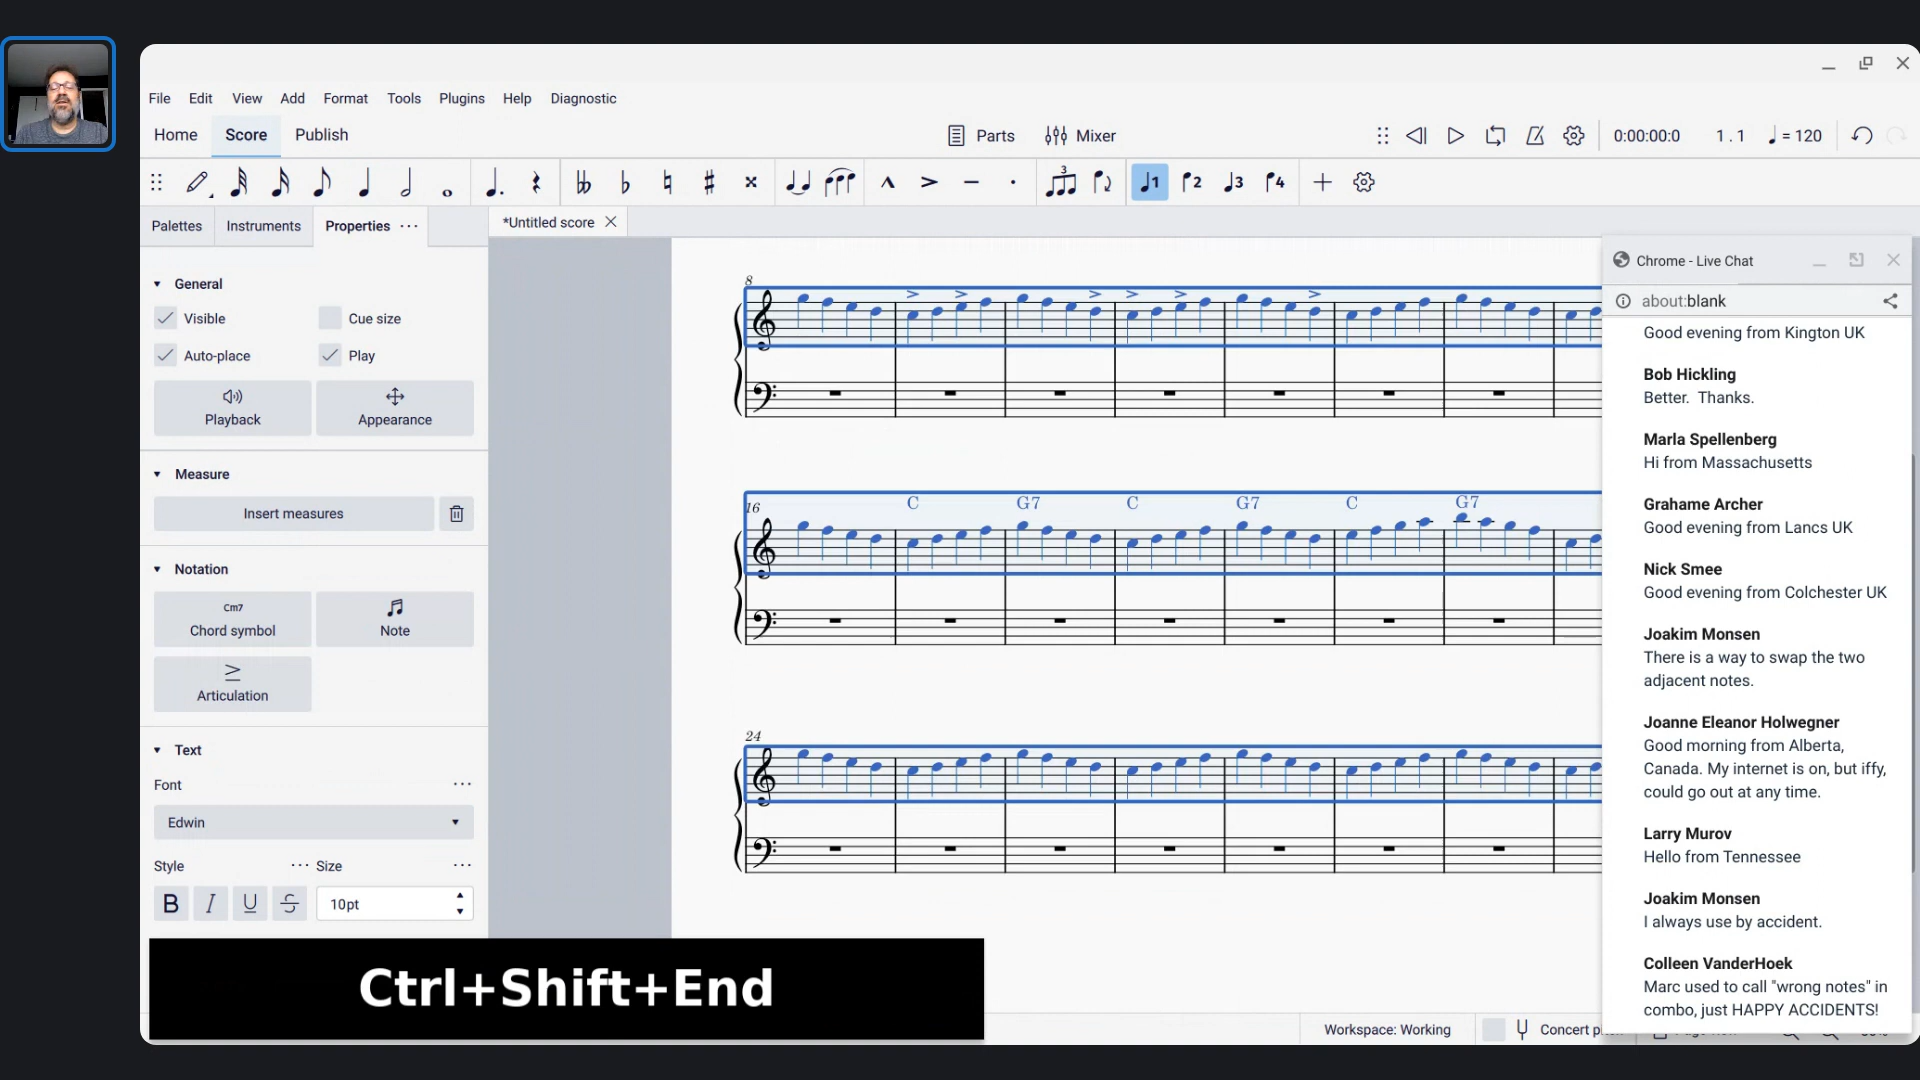 File Edit View Add Format Tools Plugins Help Diagnostic
Home Score Publish Parts Mixer 0:00:00:0 1 . 1 = 120
3 1 2 3 4
Palettes Instruments Properties ···
*Untitled score
General
Visible Cue size
Auto-place Play
Playback Appearance
Measure
Insert measures
Notation
Cm7
Chord symbol Note
Articulation
Text
Font ···
Edwin
Style ··· Size ···
B I U S 10pt
Ctrl+Shift+End
8
16 C G7 C G7 C G7
24
Workspace: Working Concert
Chrome - Live Chat
about:blank
Good evening from Kington UK
Bob Hickling
Better. Thanks.
Marla Spellenberg
Hi from Massachusetts
Grahame Archer
Good evening from Lancs UK
Nick Smee
Good evening from Colchester UK
Joakim Monsen
There is a way to swap the two
adjacent notes.
Joanne Eleanor Holwegner
Good morning from Alberta,
Canada. My internet is on, but iffy,
could go out at any time.
Larry Murov
Hello from Tennessee
Joakim Monsen
I always use by accident.
Colleen VanderHoek
Marc used to call "wrong notes" in
combo, just HAPPY ACCIDENTS!